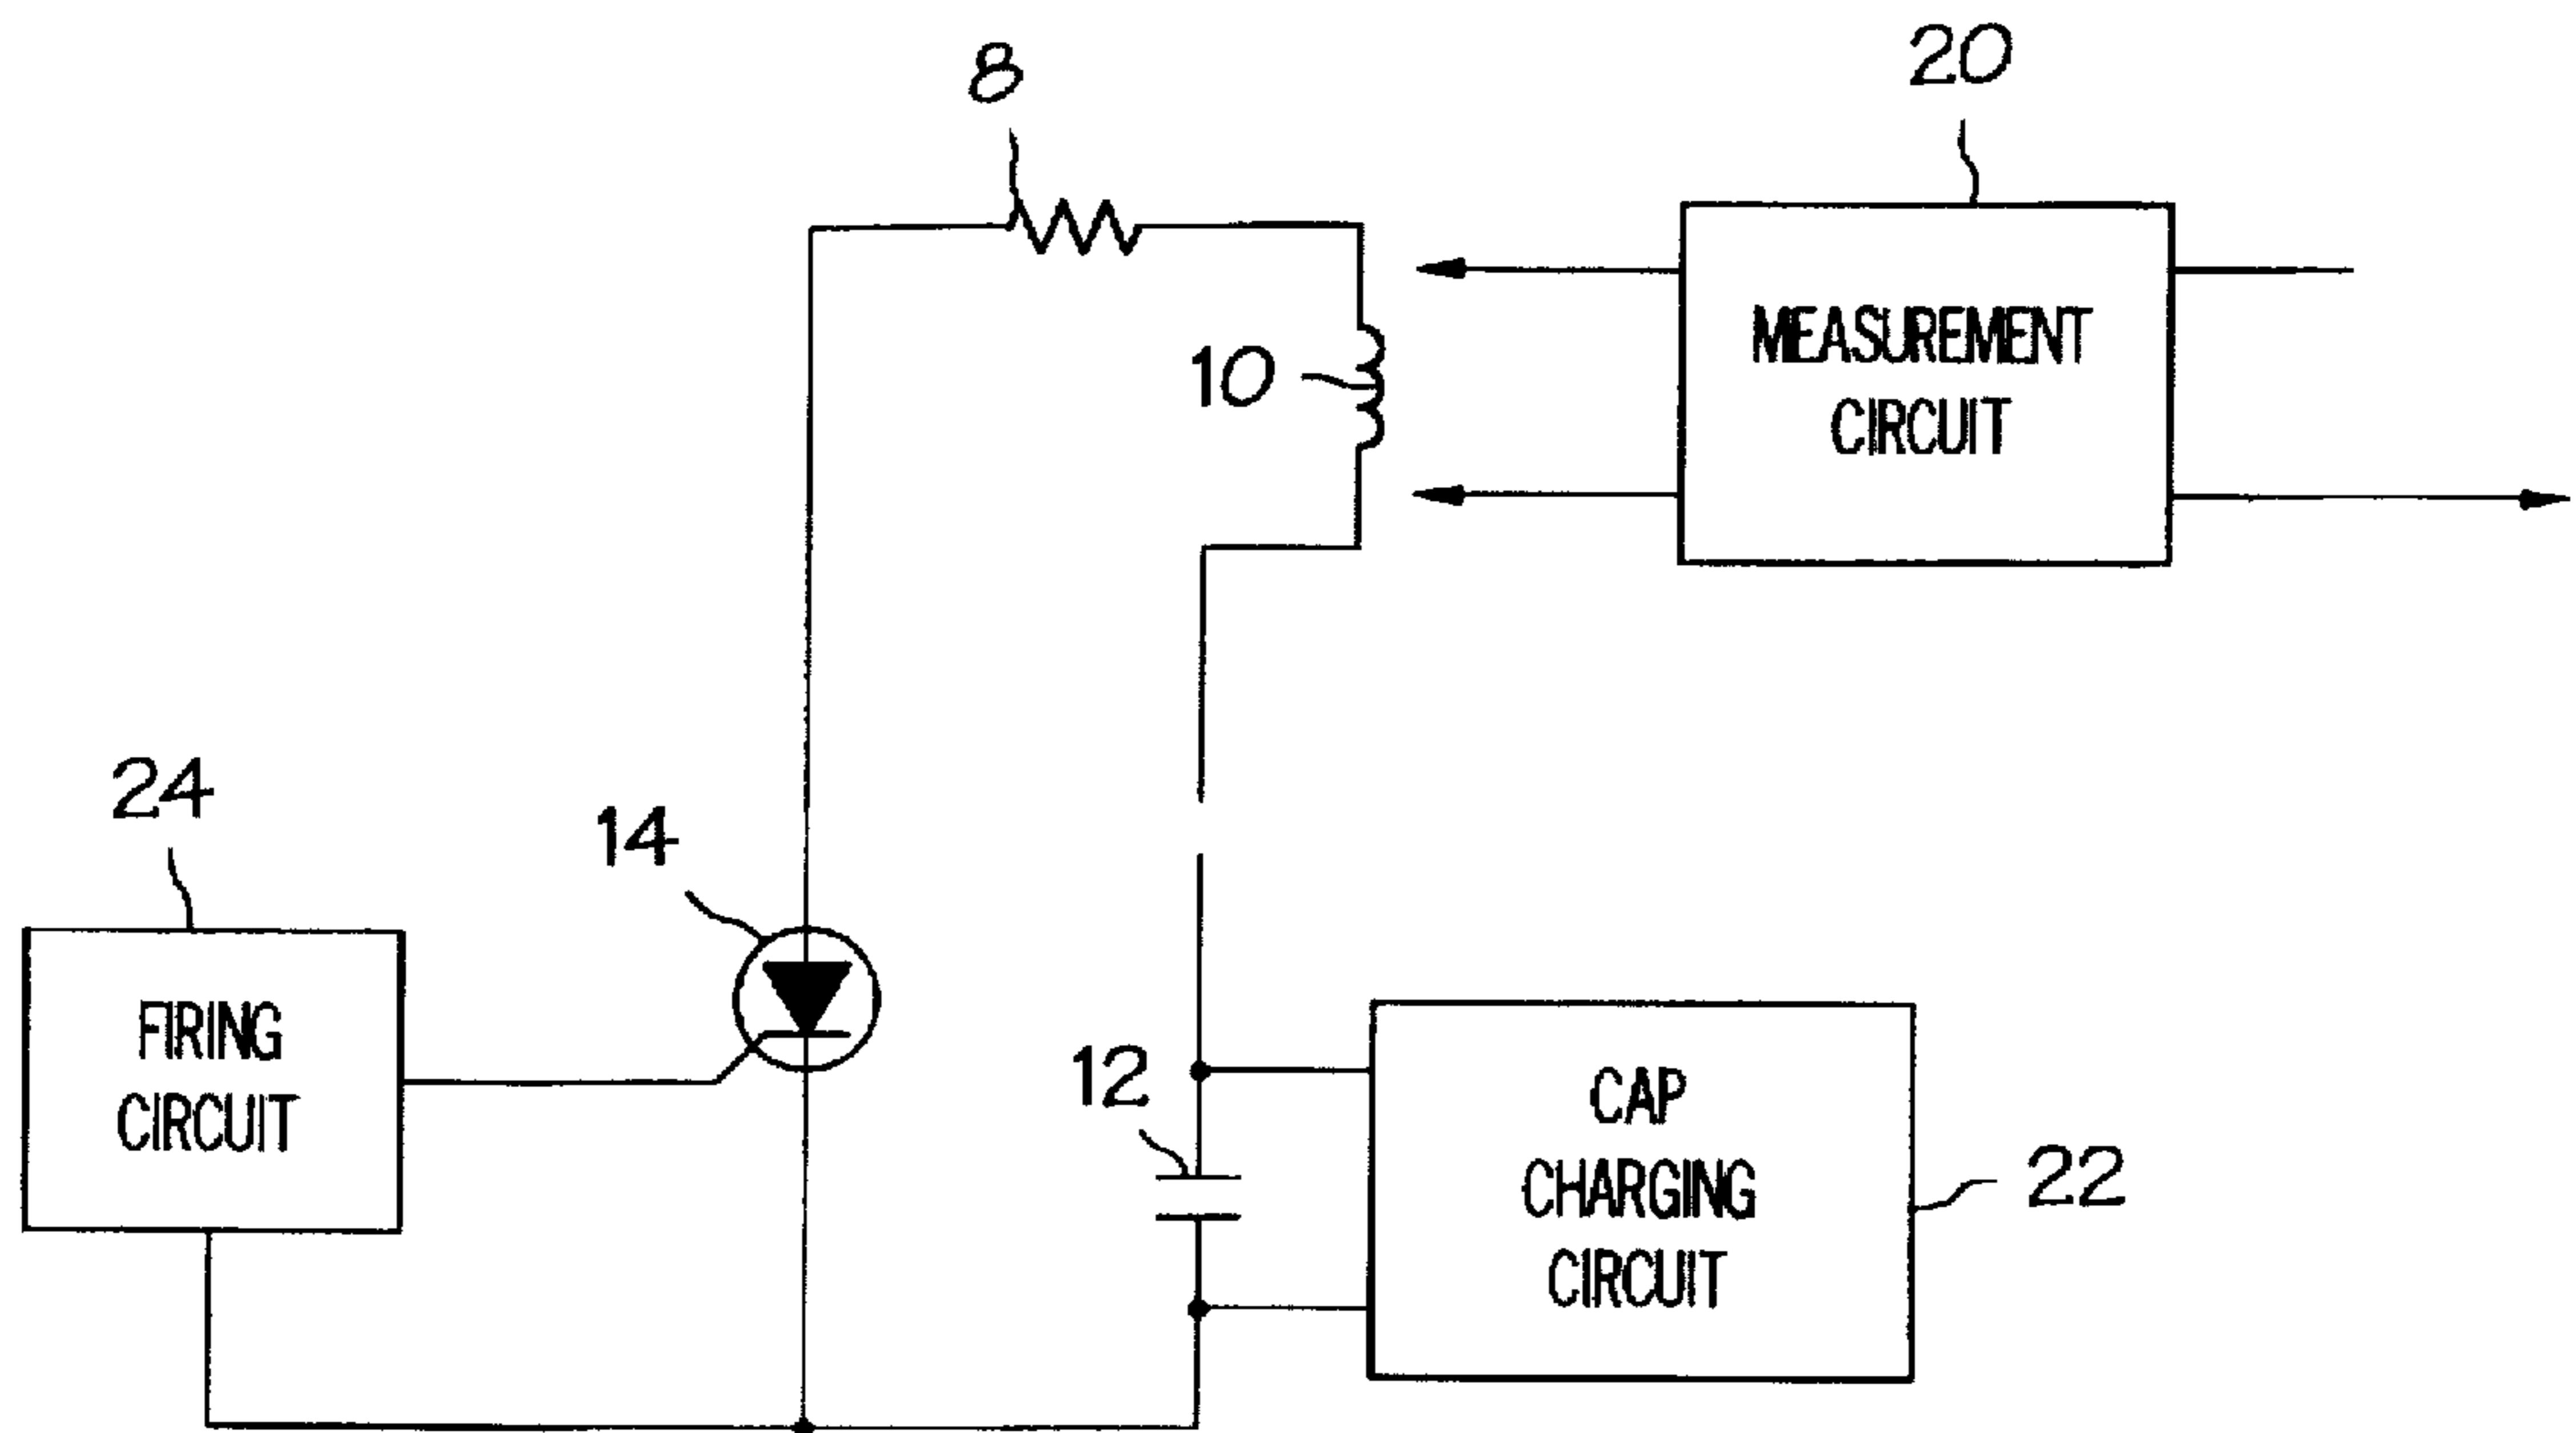 8
20
10
MEASUREMENT
CIRCUIT
24
14
FIRING
CIRCUIT
12
CAP
CHARGING
CIRCUIT
22